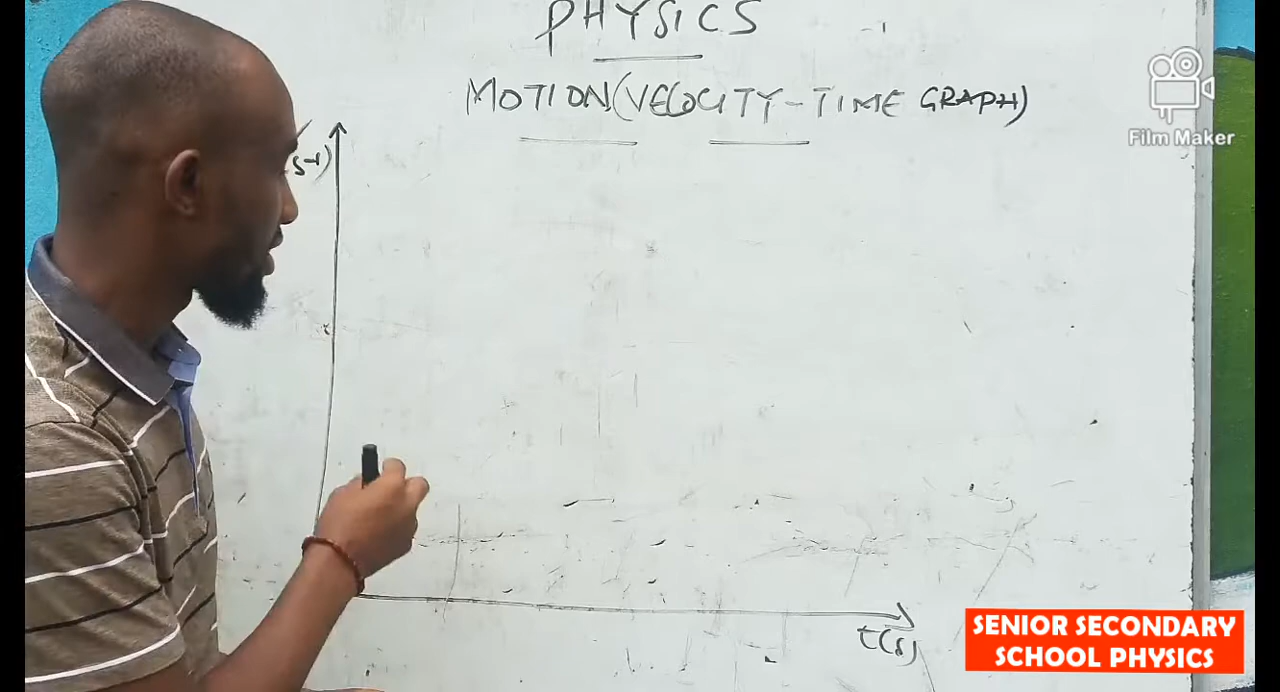 PHYSICS
MOTION (VELOCITY-TIME GRAPH)
Film Maker
s-1)
t(s)
SENIOR SECONDARY
SCHOOL PHYSICS